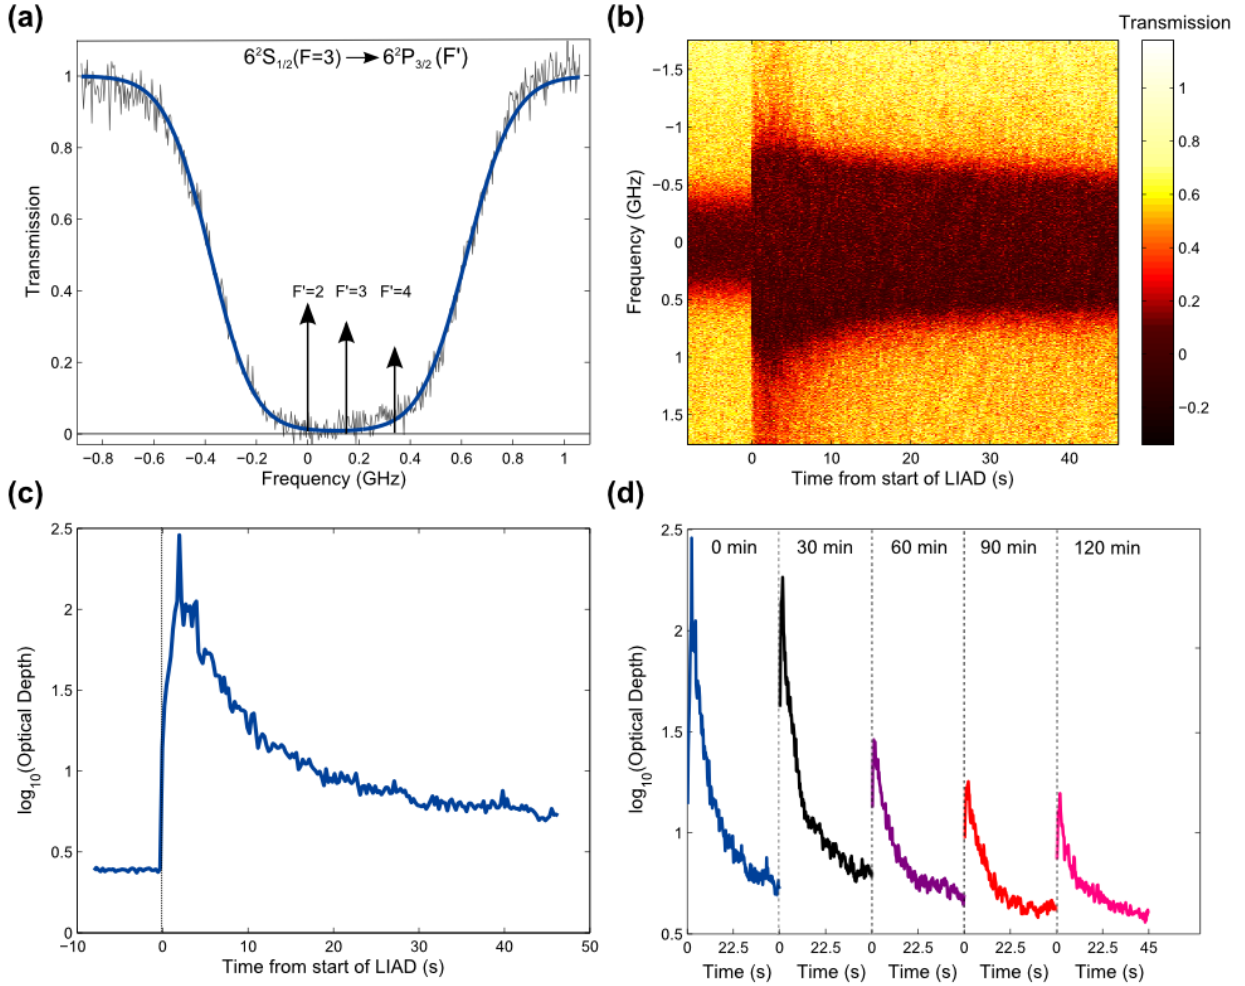 (a)
6²S₁/₂(F=3) → 6²P₃/₂ (F')
Transmission
1
0.8
0.6
0.4
0.2
0
F'=2 F'=3 F'=4
−0.8 −0.6 −0.4 −0.2 0 0.2 0.4 0.6 0.8 1
Frequency (GHz)
(b)
Transmission
Frequency (GHz)
−1.5
−1
−0.5
0
0.5
1
1.5
0 10 20 30 40
Time from start of LIAD (s)
1
0.8
0.6
0.4
0.2
0
−0.2
(c)
log₁₀(Optical Depth)
2.5
2
1.5
1
0.5
0
−10 0 10 20 30 40 50
Time from start of LIAD (s)
(d)
log₁₀(Optical Depth)
2.5
2
1.5
1
0.5
0 min 30 min 60 min 90 min 120 min
0 22.5 0 22.5 0 22.5 0 22.5 0 22.5 45
Time (s) Time (s) Time (s) Time (s) Time (s)